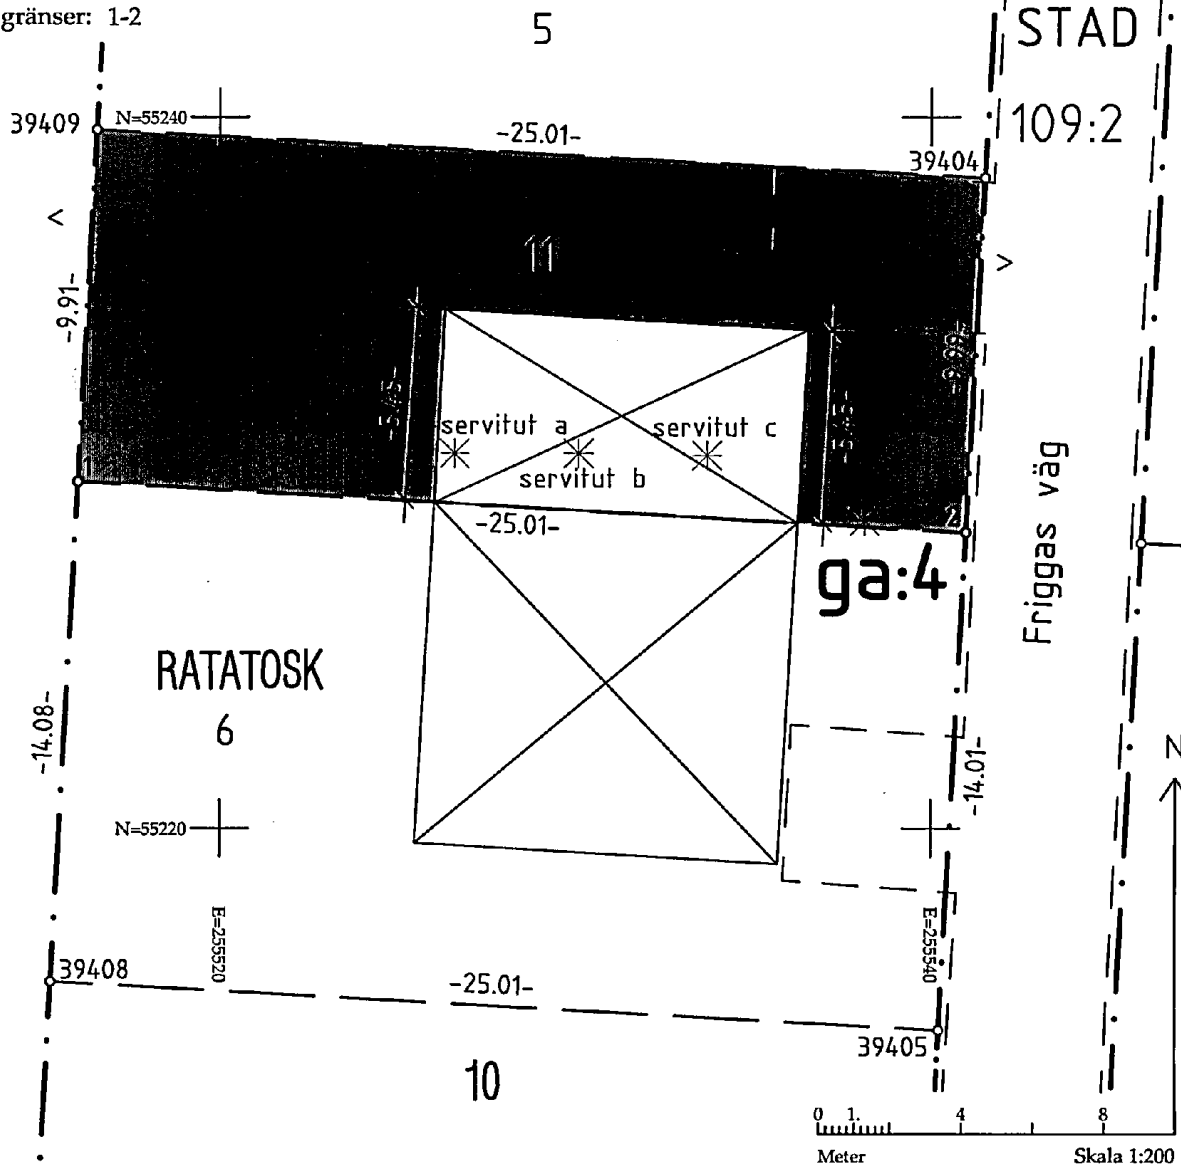 gränser: 1-2
5
STAD
109:2
39409
N=55240
-25.01-
39404
<
11
>
-9.91-
-9.99-
-5.45-
-5.45-
servitut a
servitut c
servitut b
-25.01-
2
ga:4
Friggas väg
RATATOSK
6
-14.08-
-14.01-
N
N=55220
E=255520
E=255540
39408
-25.01-
39405
10
0 1. 4 8
Meter
Skala 1:200